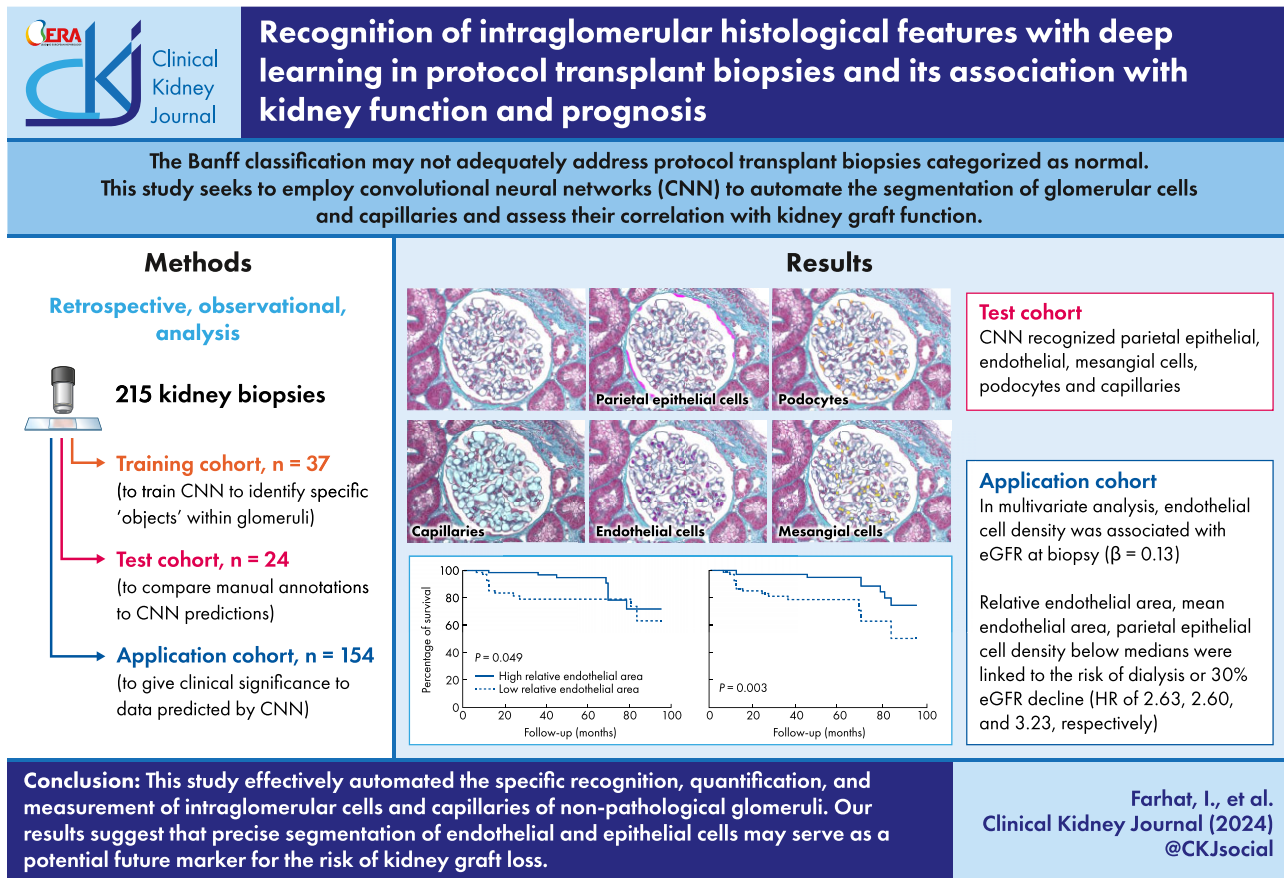 ERA
CKJ
Clinical
Kidney
Journal
Recognition of intraglomerular histological features with deep
learning in protocol transplant biopsies and its association with
kidney function and prognosis
The Banff classification may not adequately address protocol transplant biopsies categorized as normal.
This study seeks to employ convolutional neural networks (CNN) to automate the segmentation of glomerular cells
and capillaries and assess their correlation with kidney graft function.
Methods
Retrospective, observational,
analysis
215 kidney biopsies
Training cohort, n = 37
(to train CNN to identify specific
‘objects’ within glomeruli)
Test cohort, n = 24
(to compare manual annotations
to CNN predictions)
Application cohort, n = 154
(to give clinical significance to
data predicted by CNN)
Results
Parietal epithelial cells
Podocytes
Capillaries
Endothelial cells
Mesangial cells
Percentage of survival
100
80
60
40
20
0
P = 0.049
High relative endothelial area
Low relative endothelial area
0 20 40 60 80 100
Follow-up (months)
P = 0.003
0 20 40 60 80 100
Follow-up (months)
Test cohort
CNN recognized parietal epithelial,
endothelial, mesangial cells,
podocytes and capillaries
Application cohort
In multivariate analysis, endothelial
cell density was associated with
eGFR at biopsy (β = 0.13)
Relative endothelial area, mean
endothelial area, parietal epithelial
cell density below medians were
linked to the risk of dialysis or 30%
eGFR decline (HR of 2.63, 2.60,
and 3.23, respectively)
Conclusion: This study effectively automated the specific recognition, quantification, and
measurement of intraglomerular cells and capillaries of non-pathological glomeruli. Our
results suggest that precise segmentation of endothelial and epithelial cells may serve as a
potential future marker for the risk of kidney graft loss.
Farhat, I., et al.
Clinical Kidney Journal (2024)
@CKJsocial